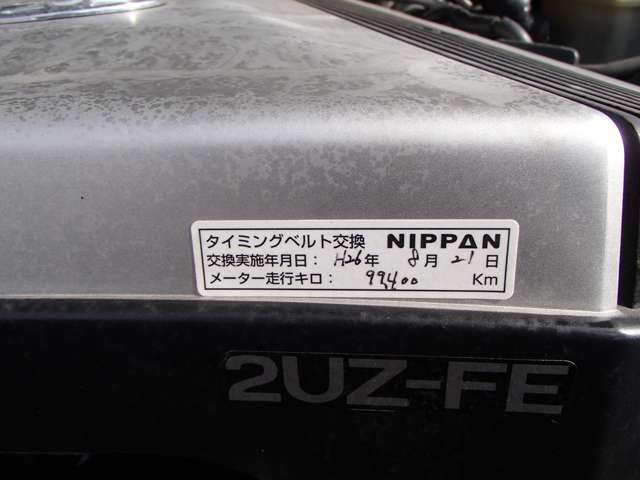 タイミングベルト交換 NIPPAN
交換実施年月日: H26年 8月 21日
メーター走行キロ: 99,400 Km
2UZ-FE